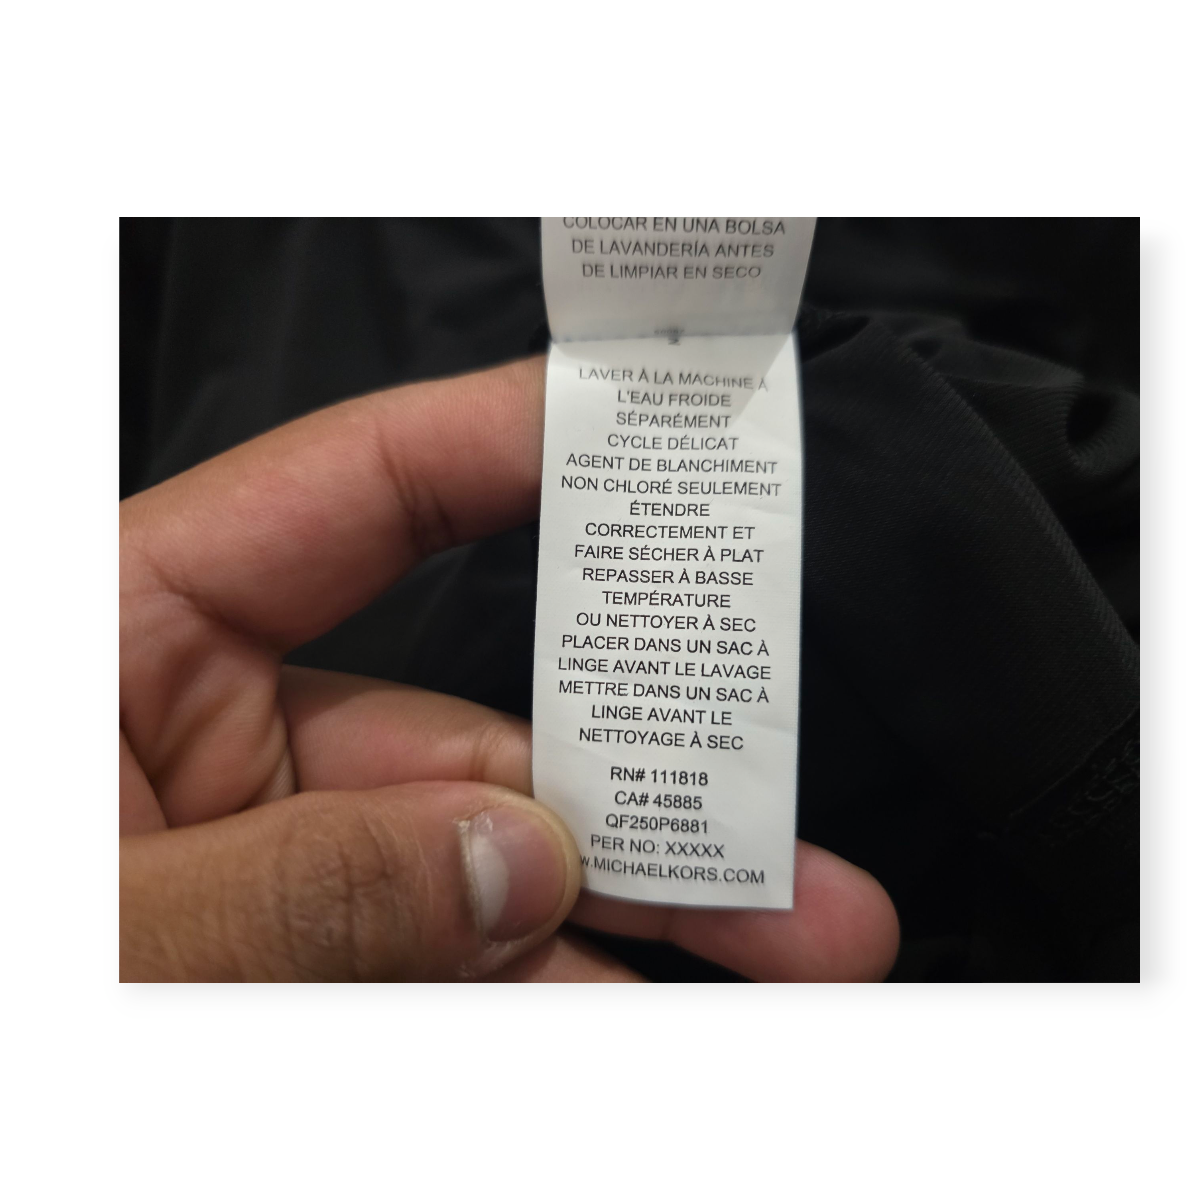 COLOCAR EN UNA BOLSA
DE LAVANDERÍA ANTES
DE LIMPIAR EN SECO
LAVER À LA MACHINE À
L'EAU FROIDE
SÉPARÉMENT
CYCLE DÉLICAT
AGENT DE BLANCHIMENT
NON CHLORÉ SEULEMENT
ÉTENDRE
CORRECTEMENT ET
FAIRE SÉCHER À PLAT
REPASSER À BASSE
TEMPÉRATURE
OU NETTOYER À SEC
PLACER DANS UN SAC À
LINGE AVANT LE LAVAGE
METTRE DANS UN SAC À
LINGE AVANT LE
NETTOYAGE À SEC
RN# 111818
CA# 45885
QF250P6881
PER NO: XXXXX
w.MICHAELKORS.COM